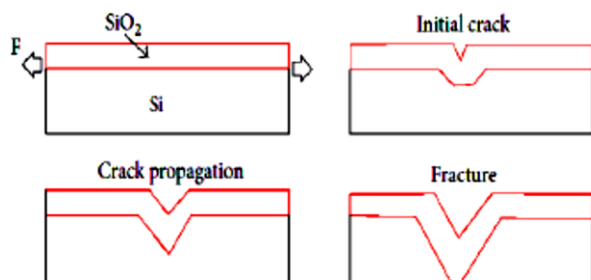 SiO₂
F
Si
Initial crack
Crack propagation
Fracture